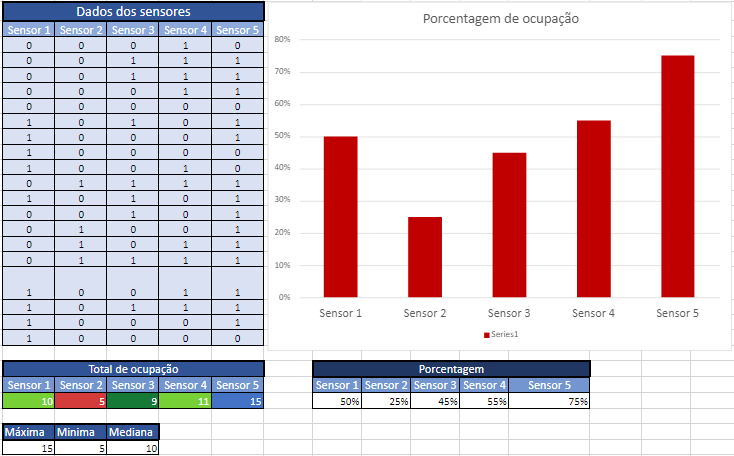 Dados dos sensores
Sensor 1 Sensor 2 Sensor 3 Sensor 4 Sensor 5
0 0 0 1 0
0 0 1 1 1
0 0 1 1 1
0 0 0 1 1
0 0 0 0 0
1 0 1 0 1
1 0 0 0 1
1 0 0 0 0
1 0 0 1 0
0 1 1 1 1
1 0 1 0 1
0 0 1 0 1
0 1 0 0 1
0 1 0 1 1
0 1 1 1 1
1 0 0 1 1
1 0 1 1 1
1 0 0 0 1
1 0 0 0 0
Porcentagem de ocupação
80%
70%
60%
50%
40%
30%
20%
10%
0%
Sensor 1 Sensor 2 Sensor 3 Sensor 4 Sensor 5
Series1
Total de ocupação
Sensor 1 Sensor 2 Sensor 3 Sensor 4 Sensor 5
10 5 9 11 15
Porcentagem
Sensor 1 Sensor 2 Sensor 3 Sensor 4 Sensor 5
50% 25% 45% 55% 75%
Máxima Minima Mediana
15 5 10